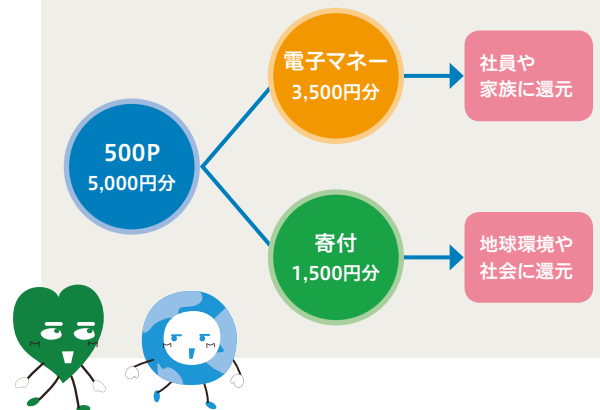 500P
5,000円分
電子マネー
3,500円分
社員や
家族に還元
寄付
1,500円分
地球環境や
社会に還元